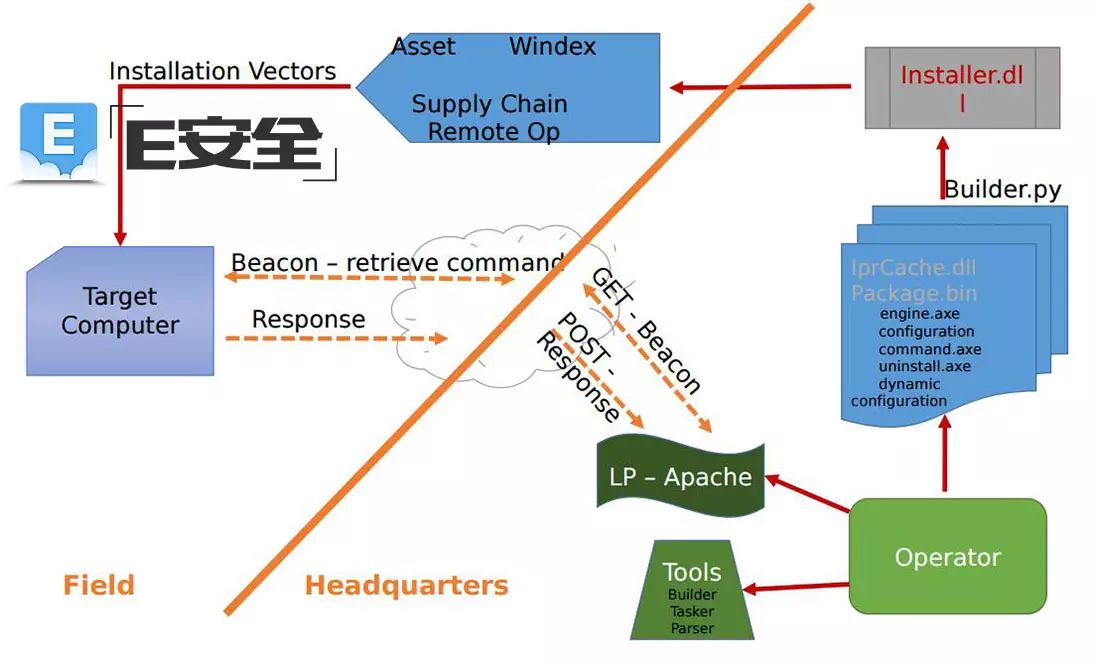 Asset Windex
Supply Chain
Remote Op
Installation Vectors
E
E安全
Installer.dl
l
Builder.py
IprCache.dll
Package.bin
engine.axe
configuration
command.axe
uninstall.axe
dynamic
configuration
Target
Computer
Beacon – retrieve command
Response
GET - Beacon
POST -
Response
LP – Apache
Operator
Tools
Builder
Tasker
Parser
Field
Headquarters